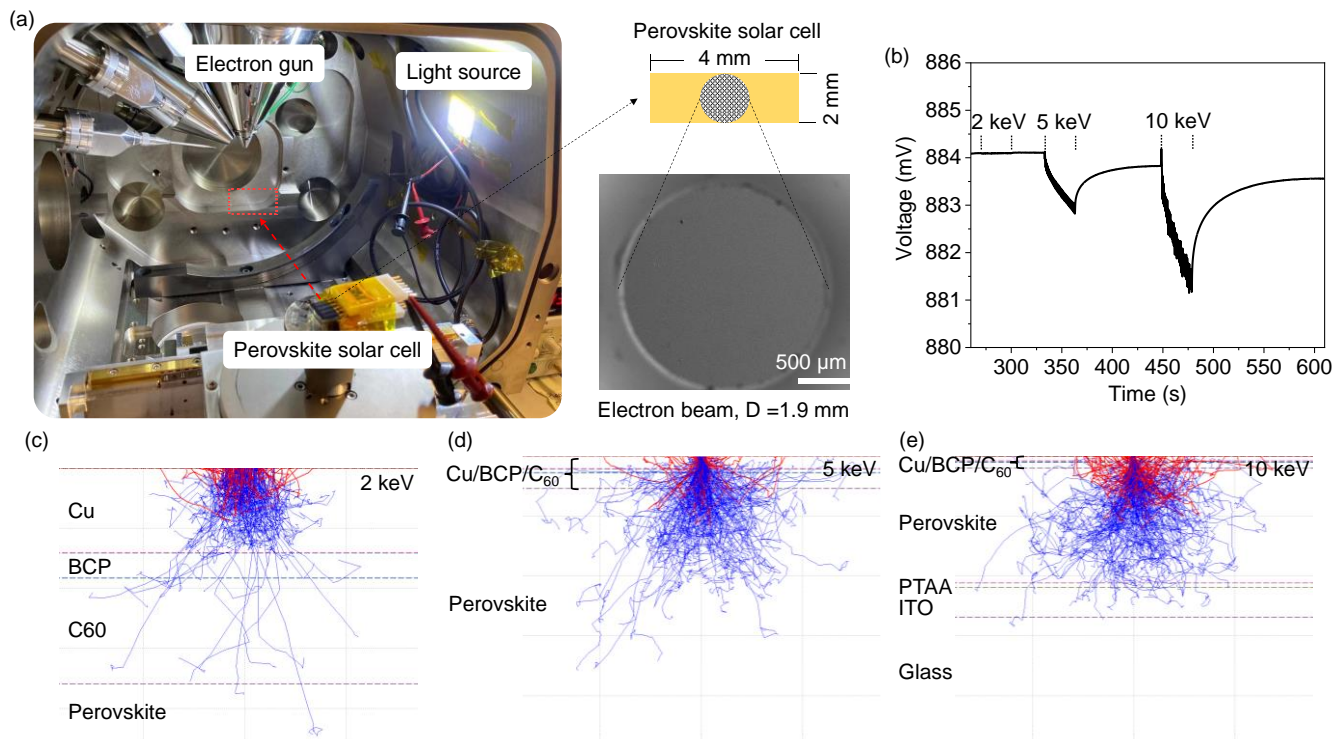 (a)
Electron gun
Light source
Perovskite solar cell
Perovskite solar cell
4 mm
2 mm
500 µm
Electron beam, D =1.9 mm
(b)
886
885
884
883
882
881
880
Voltage (mV)
2 keV
5 keV
10 keV
300
350
400
450
500
550
600
Time (s)
(c)
2 keV
Cu
BCP
C60
Perovskite
(d)
Cu/BCP/C60
5 keV
Perovskite
(e)
Cu/BCP/C60
10 keV
Perovskite
PTAA
ITO
Glass